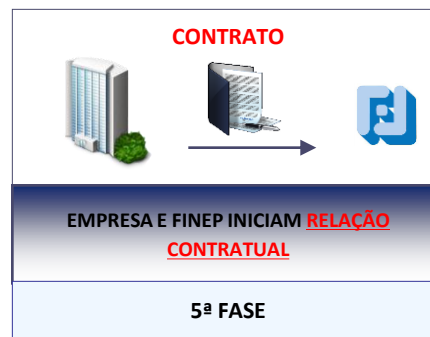 CONTRATO
EMPRESA E FINEP INICIAM RELAÇÃO
CONTRATUAL
5ª FASE